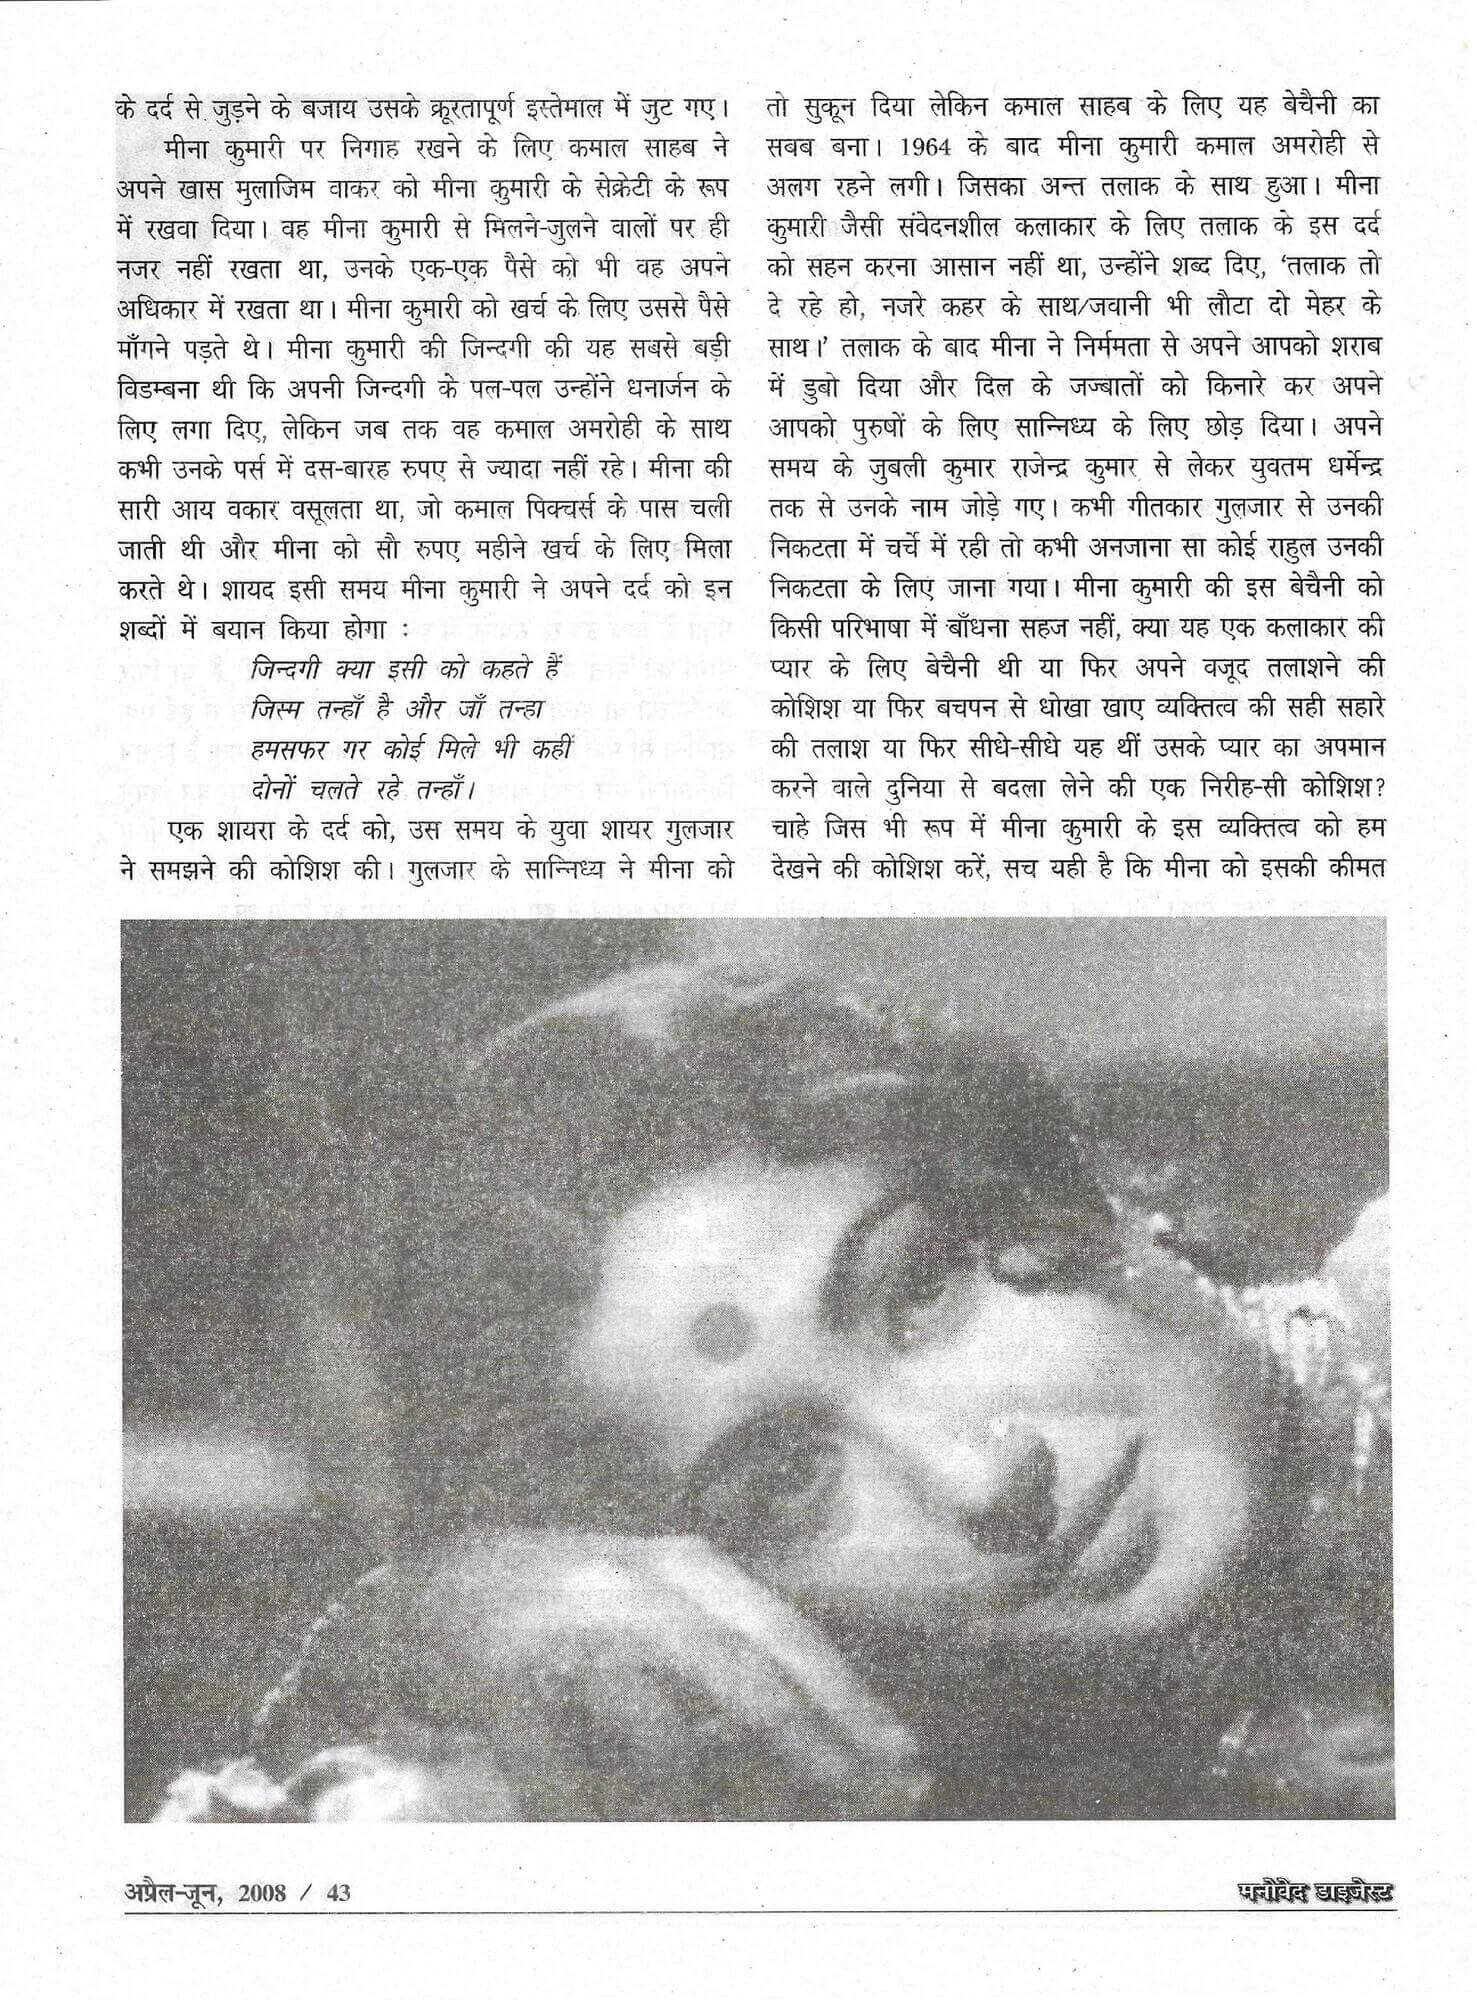 के दर्द से जुड़ने के बजाय उसके क्रूरतापूर्ण इस्तेमाल में जुट गए।
मीना कुमारी पर निगाह रखने के लिए कमाल साहब ने
अपने खास मुलाजिम वाकर को मीना कुमारी के सेक्रेटी के रूप
में रखवा दिया। वह मीना कुमारी से मिलने-जुलने वालों पर ही
नजर नहीं रखता था, उनके एक-एक पैसे को भी वह अपने
अधिकार में रखता था। मीना कुमारी को खर्च के लिए उससे पैसे
माँगने पड़ते थे। मीना कुमारी की जिन्दगी की यह सबसे बड़ी
विडम्बना थी कि अपनी जिन्दगी के पल-पल उन्होंने धनार्जन के
लिए लगा दिए, लेकिन जब तक वह कमाल अमरोही के साथ
कभी उनके पर्स में दस-बारह रुपए से ज्यादा नहीं रहे। मीना की
सारी आय वकार वसूलता था, जो कमाल पिक्चर्स के पास चली
जाती थी और मीना को सौ रुपए महीने खर्च के लिए मिला
करते थे। शायद इसी समय मीना कुमारी ने अपने दर्द को इन
शब्दों में बयान किया होगा :
जिन्दगी क्या इसी को कहते हैं
जिस्म तन्हाँ है और जाँ तन्हा
हमसफर गर कोई मिले भी कहीं
दोनों चलते रहे तन्हाँ।
एक शायरा के दर्द को, उस समय के युवा शायर गुलजार
ने समझने की कोशिश की। गुलजार के सान्निध्य ने मीना को
तो सुकून दिया लेकिन कमाल साहब के लिए यह बेचैनी का
सबब बना। 1964 के बाद मीना कुमारी कमाल अमरोही से
अलग रहने लगी। जिसका अन्त तलाक के साथ हुआ। मीना
कुमारी जैसी संवेदनशील कलाकार के लिए तलाक के इस दर्द
को सहन करना आसान नहीं था, उन्होंने शब्द दिए, ‘तलाक तो
दे रहे हो, नजरे कहर के साथ/जवानी भी लौटा दो मेहर के
साथ।’ तलाक के बाद मीना ने निर्ममता से अपने आपको शराब
में डुबो दिया और दिल के जज्बातों को किनारे कर अपने
आपको पुरुषों के लिए सान्निध्य के लिए छोड़ दिया। अपने
समय के जुबली कुमार राजेन्द्र कुमार से लेकर युवतम धर्मेन्द्र
तक से उनके नाम जोड़े गए। कभी गीतकार गुलजार से उनकी
निकटता में चर्चे में रही तो कभी अनजाना सा कोई राहुल उनकी
निकटता के लिए जाना गया। मीना कुमारी की इस बेचैनी को
किसी परिभाषा में बाँधना सहज नहीं, क्या यह एक कलाकार की
प्यार के लिए बेचैनी थी या फिर अपने वजूद तलाशने की
कोशिश या फिर बचपन से धोखा खाए व्यक्तित्व की सही सहारे
की तलाश या फिर सीधे-सीधे यह थीं उसके प्यार का अपमान
करने वाले दुनिया से बदला लेने की एक निरीह-सी कोशिश?
चाहे जिस भी रूप में मीना कुमारी के इस व्यक्तित्व को हम
देखने की कोशिश करें, सच यही है कि मीना को इसकी कीमत
अप्रैल-जून, 2008 / 43
मनोवेद डाइजेस्ट